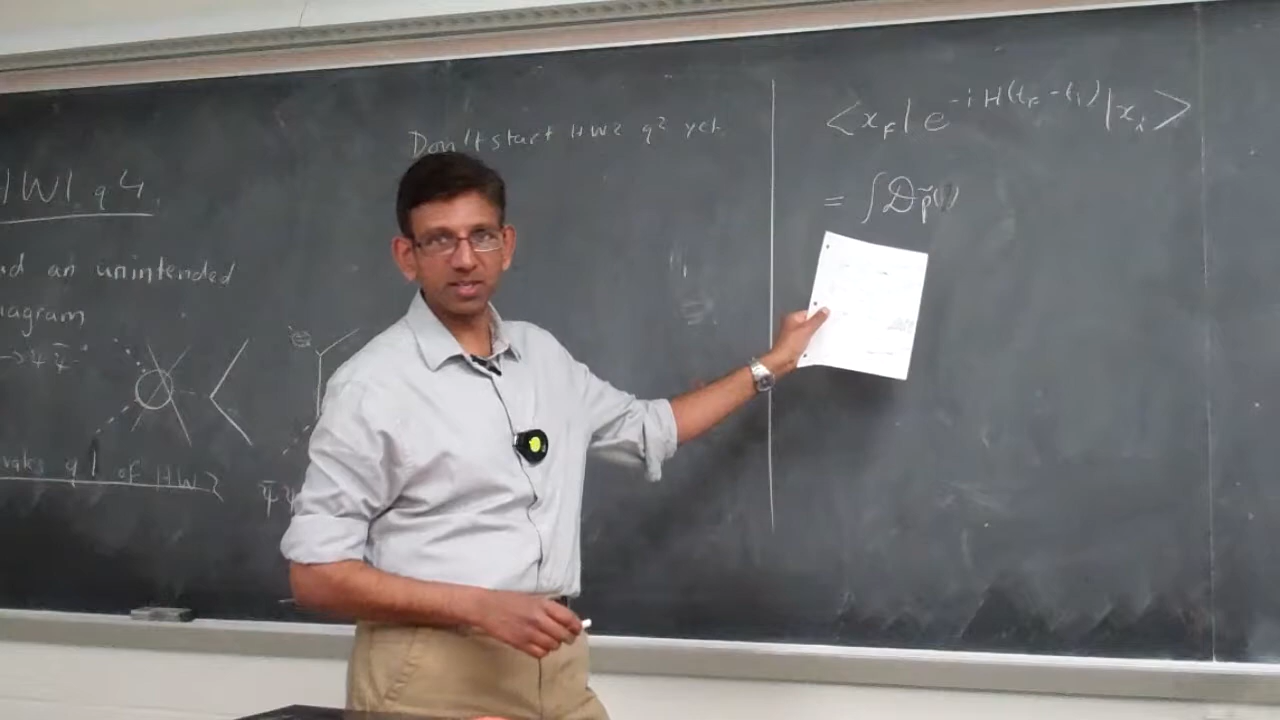 HW1 q4
ad an unintended
iagram
→ψψ̄
q1 of HW2
ψ̄ψ
Don't start HW2 q2 yet
<x_F|e^{-iH(t_F-t_i)}|x_i>
= ∫𝒟p̃()